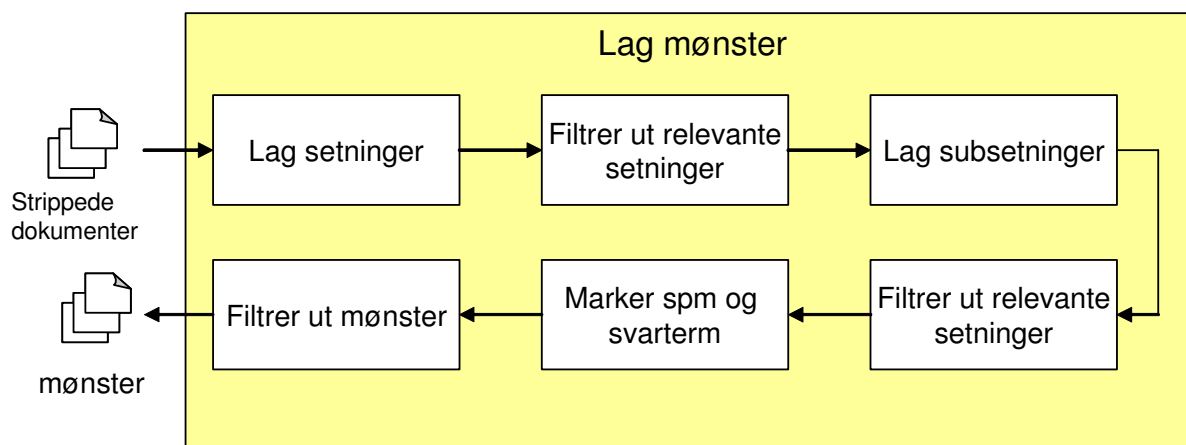 Lag mønster
Strippede
dokumenter
Lag setninger
Filtrer ut relevante
setninger
Lag subsetninger
Filtrer ut relevante
setninger
Marker spm og
svarterm
Filtrer ut mønster
mønster